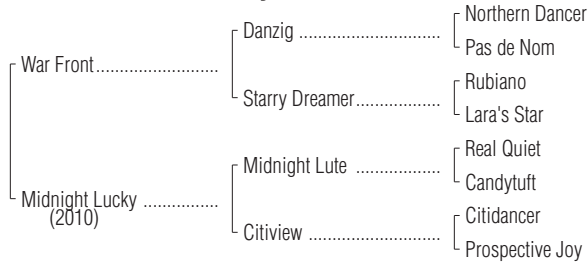 Northern Dancer
Danzig ..............................
Pas de Nom
War Front..........................
Rubiano
Starry Dreamer..................
Lara's Star
Real Quiet
Midnight Lute ....................
Candytuft
Midnight Lucky ................
(2010)
Citidancer
Citiview ............................
Prospective Joy